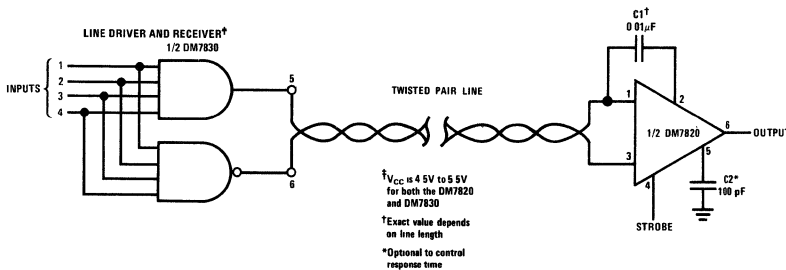 LINE DRIVER AND RECEIVER‡
1/2 DM7830
C1†
0 01µF
INPUTS
1
2
3
4
5
6
TWISTED PAIR LINE
1
2
3
4
5
6
1/2 DM7820
OUTPUT
C2*
100 pF
STROBE
‡VCC IS 4 5V to 5 5V
for both the DM7820
and DM7830
†Exact value depends
on line length
*Optional to control
response time